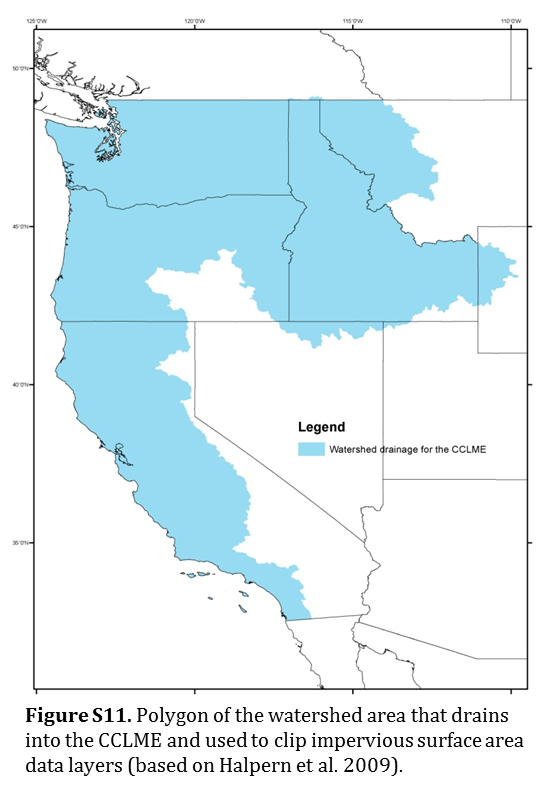 125°0'W 120°0'W 115°0'W 110°0'W
50°0'N
45°0'N
40°0'N
Legend
Watershed drainage for the CCLME
35°0'N
Figure S11. Polygon of the watershed area that drains
into the CCLME and used to clip impervious surface area
data layers (based on Halpern et al. 2009).